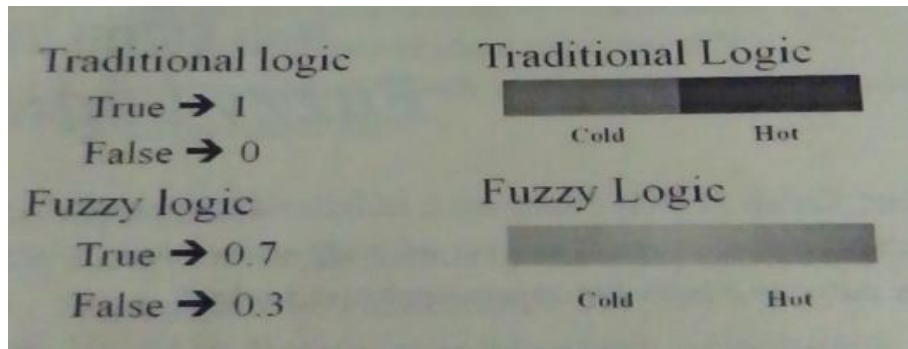 Traditional logic
True → 1
False → 0
Fuzzy logic
True → 0.7
False → 0.3
Traditional Logic
Cold Hot
Fuzzy Logic
Cold Hot